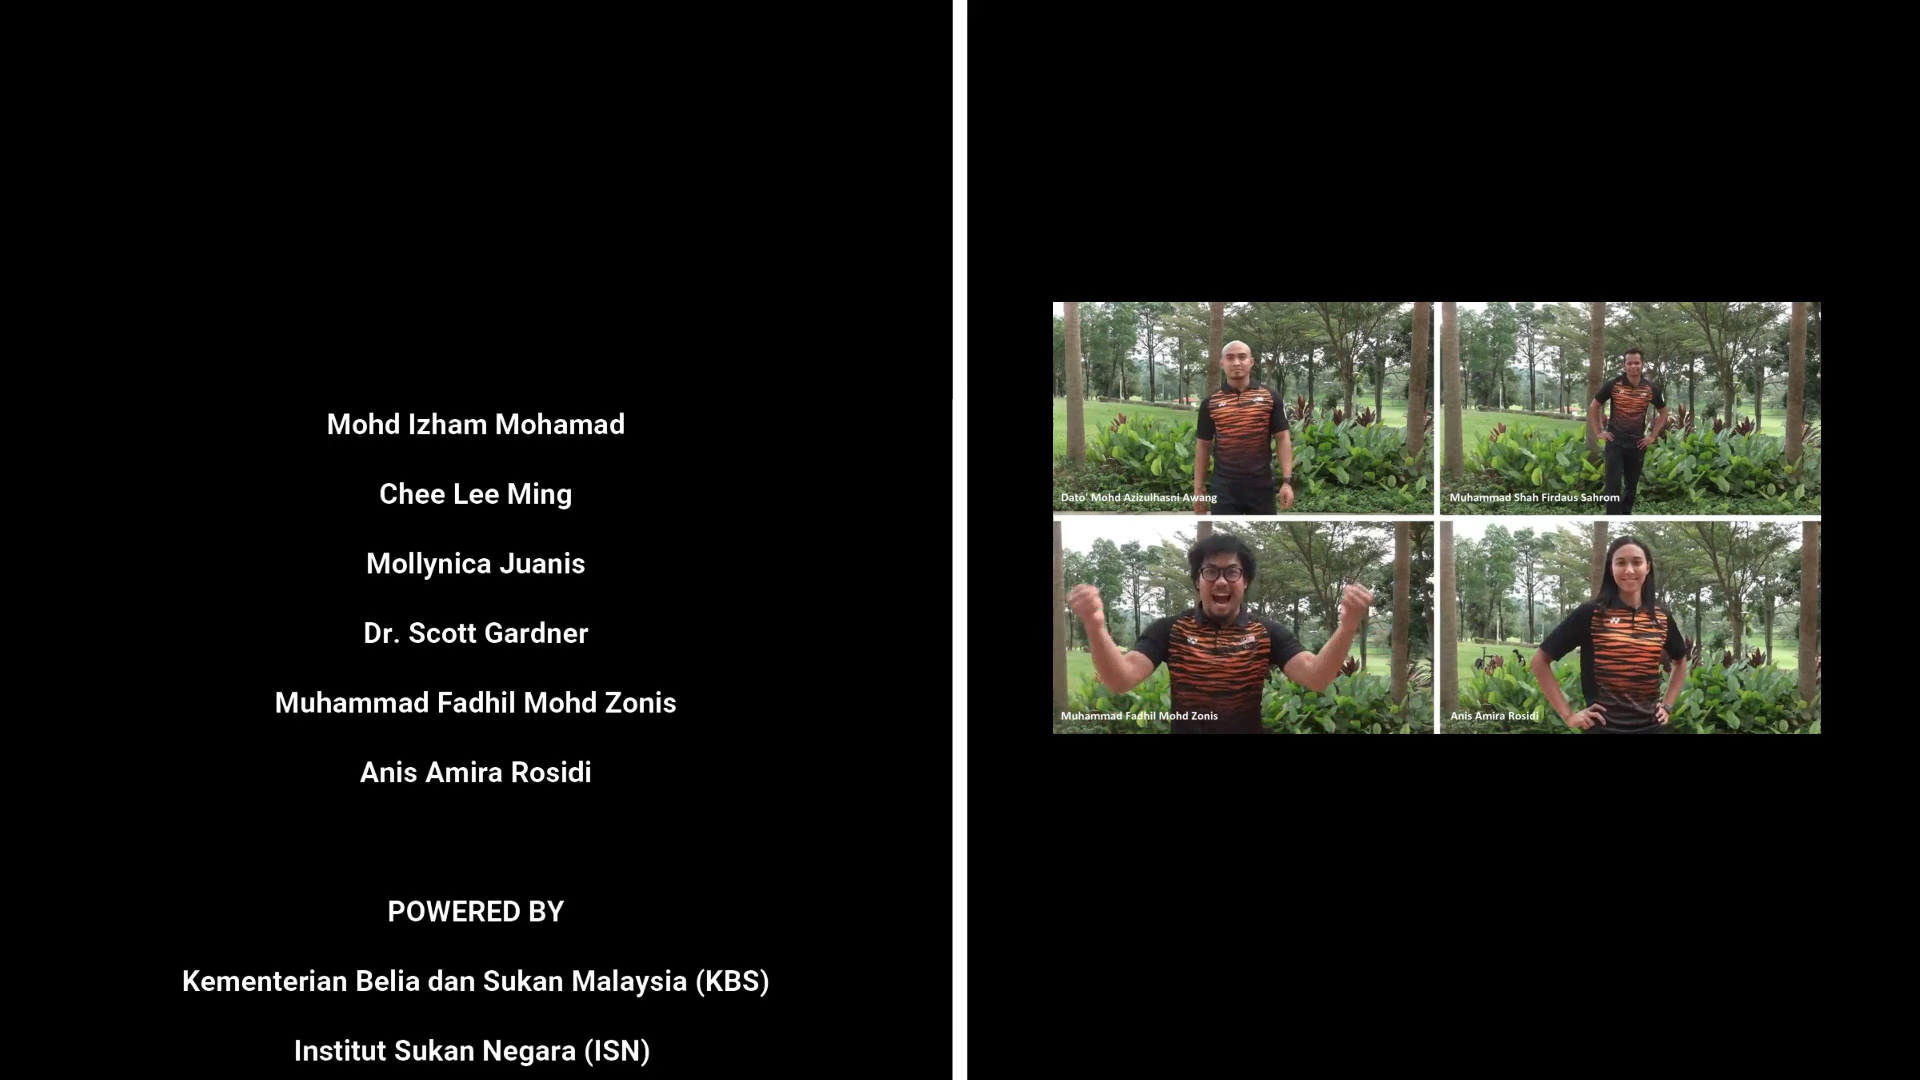 Mohd Izham Mohamad
Chee Lee Ming
Mollynica Juanis
Dr. Scott Gardner
Muhammad Fadhil Mohd Zonis
Anis Amira Rosidi
POWERED BY
Kementerian Belia dan Sukan Malaysia (KBS)
Institut Sukan Negara (ISN)
Dato' Mohd Azizulhasni Awang
Muhammad Shah Firdaus Sahrom
Muhammad Fadhil Mohd Zonis
Anis Amira Rosidi